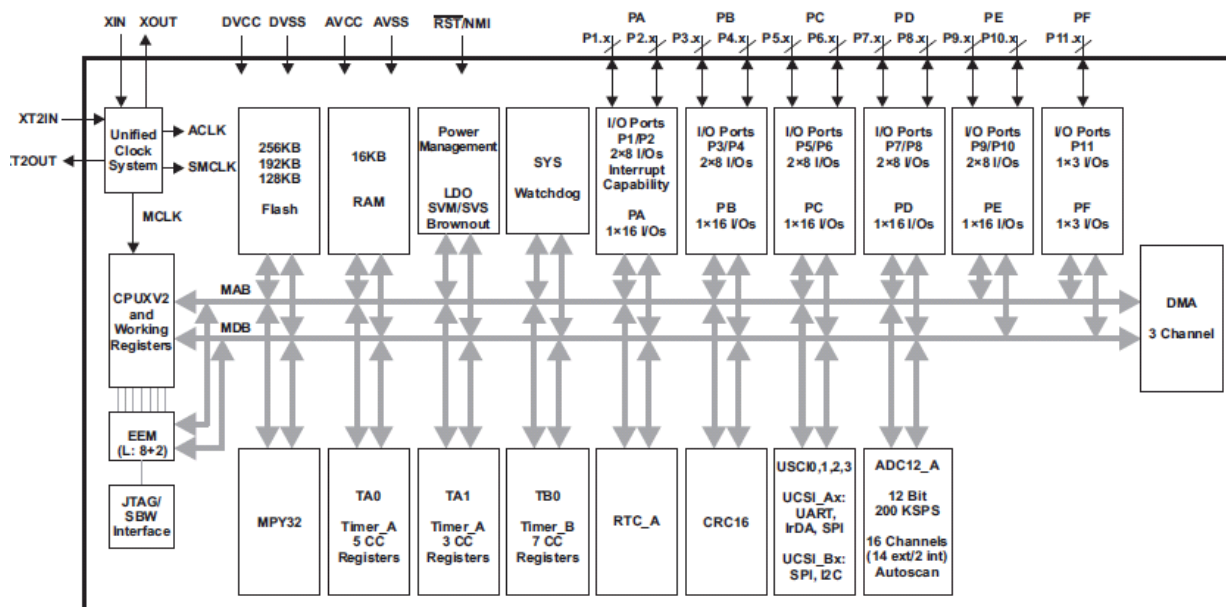 XIN XOUT DVCC DVSS AVCC AVSS RST/NMI PA PB PC PD PE PF
P1.x P2.x P3.x P4.x P5.x P6.x P7.x P8.x P9.x P10.x P11.x
XT2IN
Unified
Clock
System
ACLK
SMCLK
MCLK
256KB
192KB
128KB
Flash
16KB
RAM
Power
Management
LDO
SVM/SVS
Brownout
SYS
Watchdog
I/O Ports
P1/P2
2×8 I/Os
Interrupt
Capability
PA
1×16 I/Os
I/O Ports
P3/P4
2×8 I/Os
PB
1×16 I/Os
I/O Ports
P5/P6
2×8 I/Os
PC
1×16 I/Os
I/O Ports
P7/P8
2×8 I/Os
PD
1×16 I/Os
I/O Ports
P9/P10
2×8 I/Os
PE
1×16 I/Os
I/O Ports
P11
1×3 I/Os
PF
1×3 I/Os
CPUXV2
and
Working
Registers
MAB
MDB
DMA
3 Channel
EEM
(L: 8+2)
JTAG/
SBW
Interface
MPY32
TA0
Timer_A
5 CC
Registers
TA1
Timer_A
3 CC
Registers
TB0
Timer_B
7 CC
Registers
RTC_A
CRC16
USCI0,1,2,3
UCSI_Ax:
UART,
IrDA, SPI
UCSI_Bx:
SPI, I2C
ADC12_A
12 Bit
200 KSPS
16 Channels
(14 ext/2 int)
Autoscan